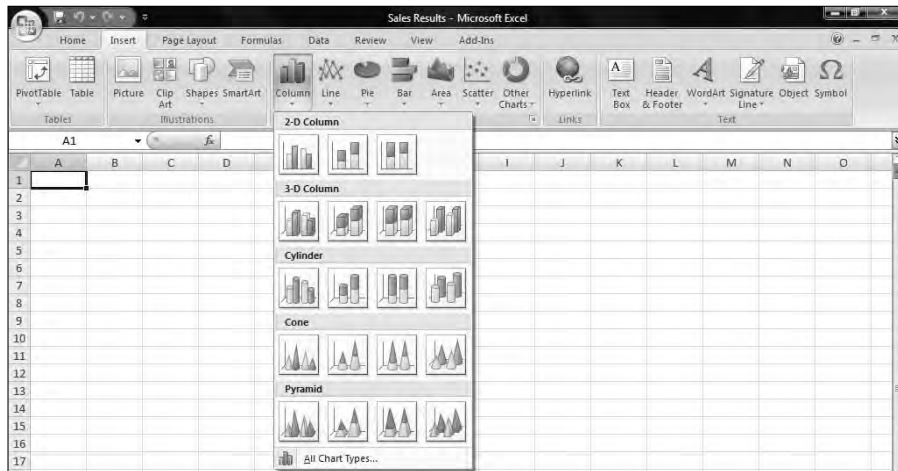 Sales Results - Microsoft Excel
Home Insert Page Layout Formulas Data Review View Add-Ins
PivotTable Table Picture Clip Art Shapes SmartArt Column Line Pie Bar Area Scatter Other Charts Hyperlink Text Box Header & Footer WordArt Signature Line Object Symbol
Tables Illustrations Links Text
A1 fx
2-D Column
A B C D I J K L M N O
1
2
3-D Column
3
4
5
Cylinder
6
7
8
9
Cone
10
11
12
Pyramid
13
14
15
16
All Chart Types...
17